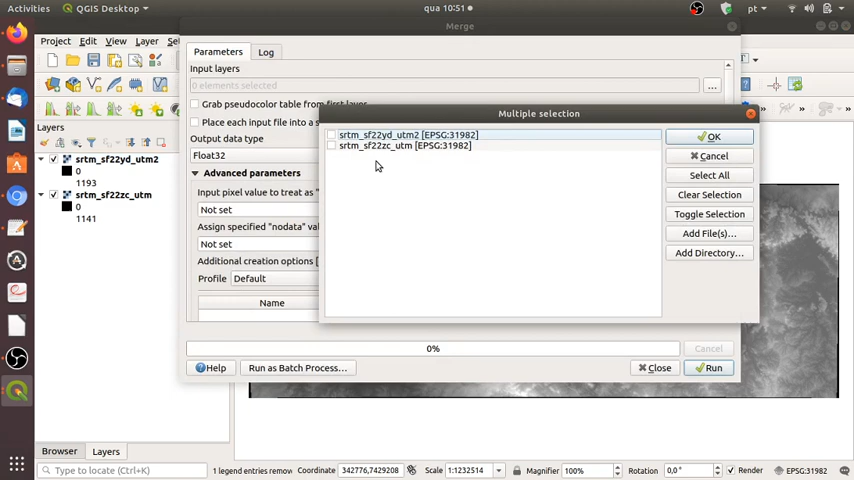 Activities QGIS Desktop qua 10:51 pt
Project Edit View Layer
Merge
Parameters Log
Input layers
0 elements selected …
Grab pseudocolor table from first layer
Place each input file into a s
Output data type
Float32
Advanced parameters
Input pixel value to treat as "
Not set
Assign specified "nodata" val
Not set
Additional creation options [
Profile Default
Name
Multiple selection
srtm_sf22yd_utm2 [EPSG:31982]
srtm_sf22zc_utm [EPSG:31982]
OK
Cancel
Select All
Clear Selection
Toggle Selection
Add File(s)…
Add Directory…
0% Cancel
Help Run as Batch Process… Close Run
Layers
srtm_sf22yd_utm2
0
1193
srtm_sf22zc_utm
0
1141
Browser Layers
Type to locate (Ctrl+K) 1 legend entries remov Coordinate 342776,7429208 Scale 1:1232514 Magnifier 100% Rotation 0,0° Render EPSG:31982